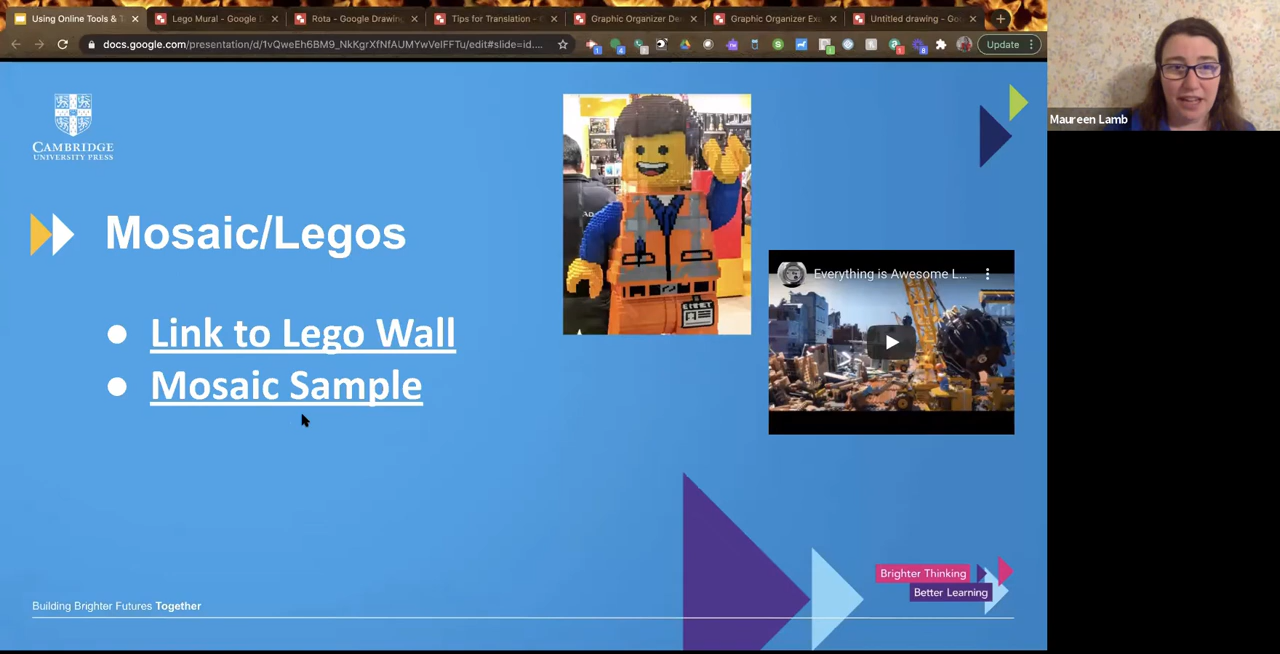 Using Online Tools & T
Lego Mural - Google D
Rota - Google Drawing
Tips for Translation - G
Graphic Organizer De
Graphic Organizer Exa
Untitled drawing - Go
docs.google.com/presentation/d/1vQweEh6BM9_NkKgrXfNfAUMYwVeIFFTu/edit#slide=id....
Update
Maureen Lamb
CAMBRIDGE
UNIVERSITY PRESS
Mosaic/Legos
Everything is Awesome L...
Link to Lego Wall
Mosaic Sample
Brighter Thinking
Better Learning
Building Brighter Futures Together